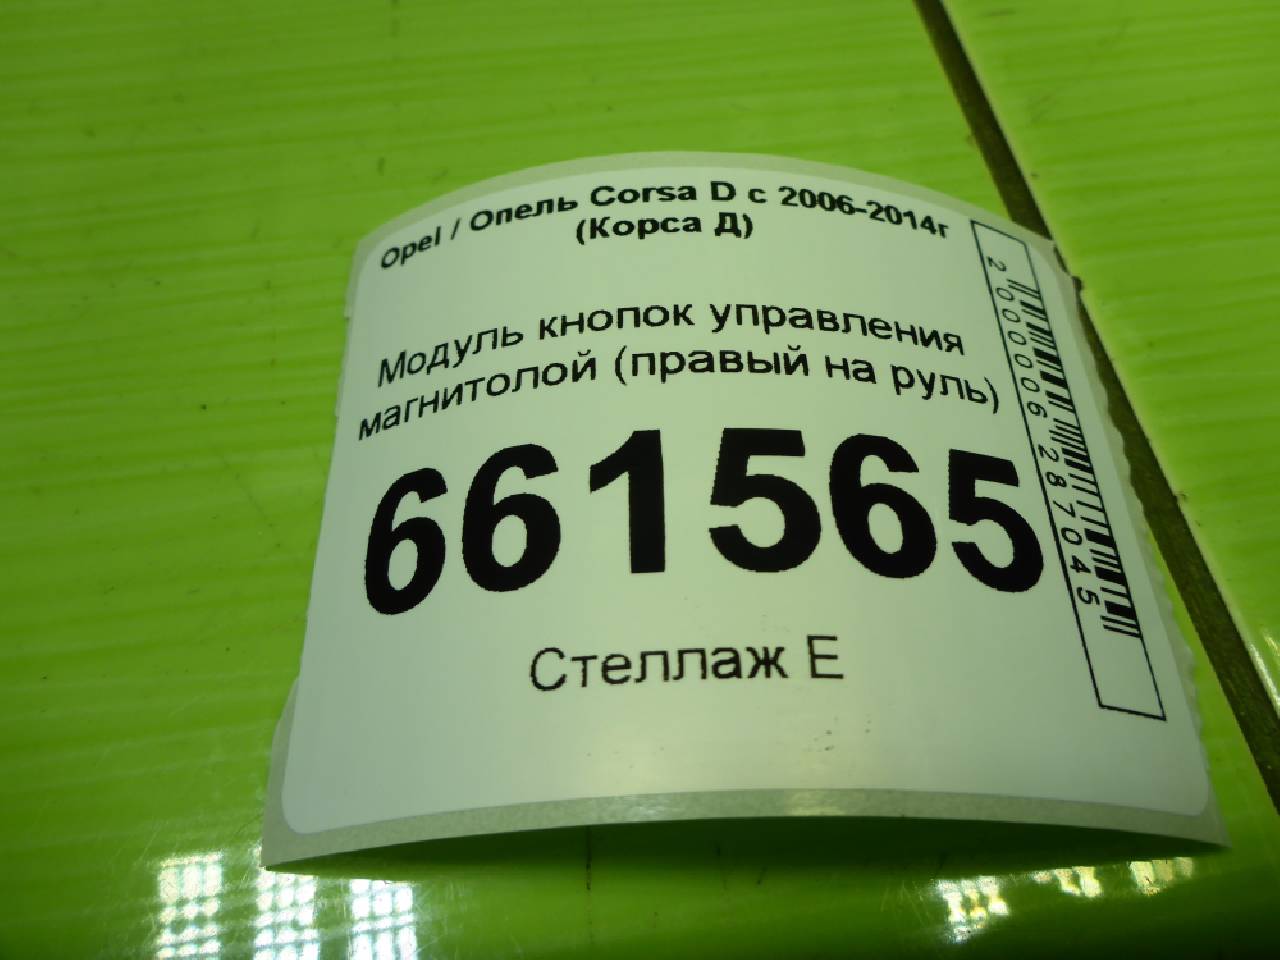 Opel / Опель Corsa D с 2006-2014г
(Корса Д)
Модуль кнопок управления
магнитолой (правый на руль)
661565
Стеллаж Е
2000006287045